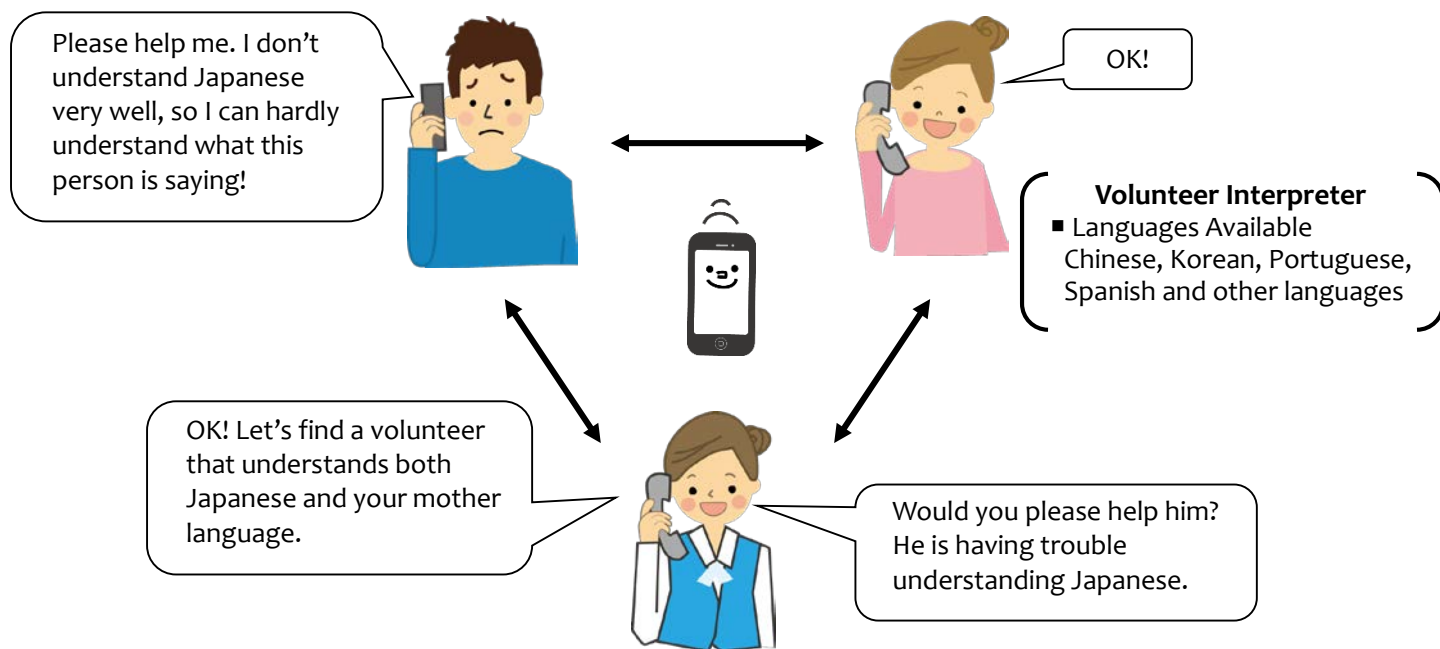 Please help me. I don’t
understand Japanese
very well, so I can hardly
understand what this
person is saying!
OK!
Volunteer Interpreter
▪ Languages Available
Chinese, Korean, Portuguese,
Spanish and other languages
OK! Let’s find a volunteer
that understands both
Japanese and your mother
language.
Would you please help him?
He is having trouble
understanding Japanese.